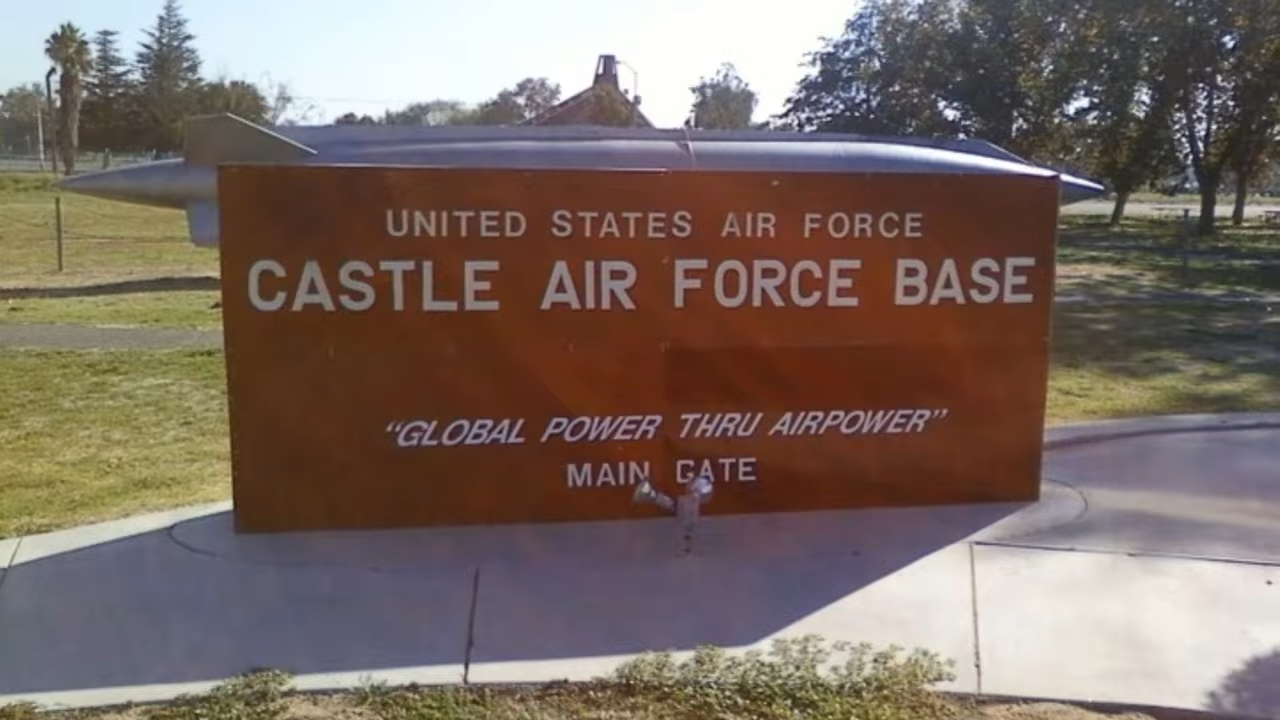 UNITED STATES AIR FORCE
CASTLE AIR FORCE BASE
“GLOBAL POWER THRU AIRPOWER”
MAIN GATE